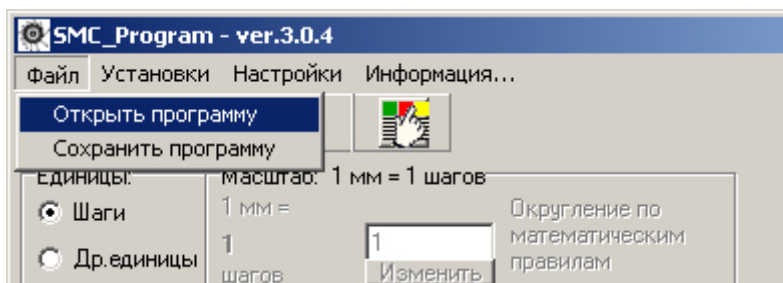 SMC_Program - ver.3.0.4
Файл Установки Настройки Информация...
Открыть программу
Сохранить программу
Единицы:
Масштаб: 1 мм = 1 шагов
Шаги
1 мм =
Округление по
математическим
правилам
1
1
Др.единицы
шагов
Изменить